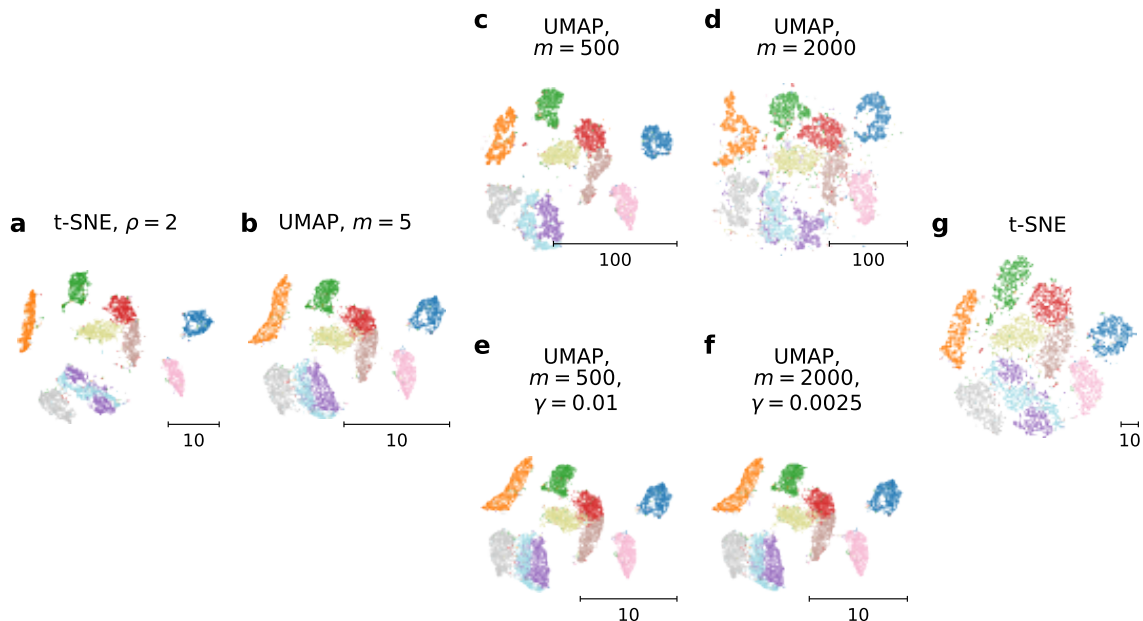 a t-SNE, ρ = 2
10
b UMAP, m = 5
10
c UMAP,
m = 500
100
d UMAP,
m = 2000
100
e UMAP,
m = 500,
γ = 0.01
10
f UMAP,
m = 2000,
γ = 0.0025
10
g t-SNE
10